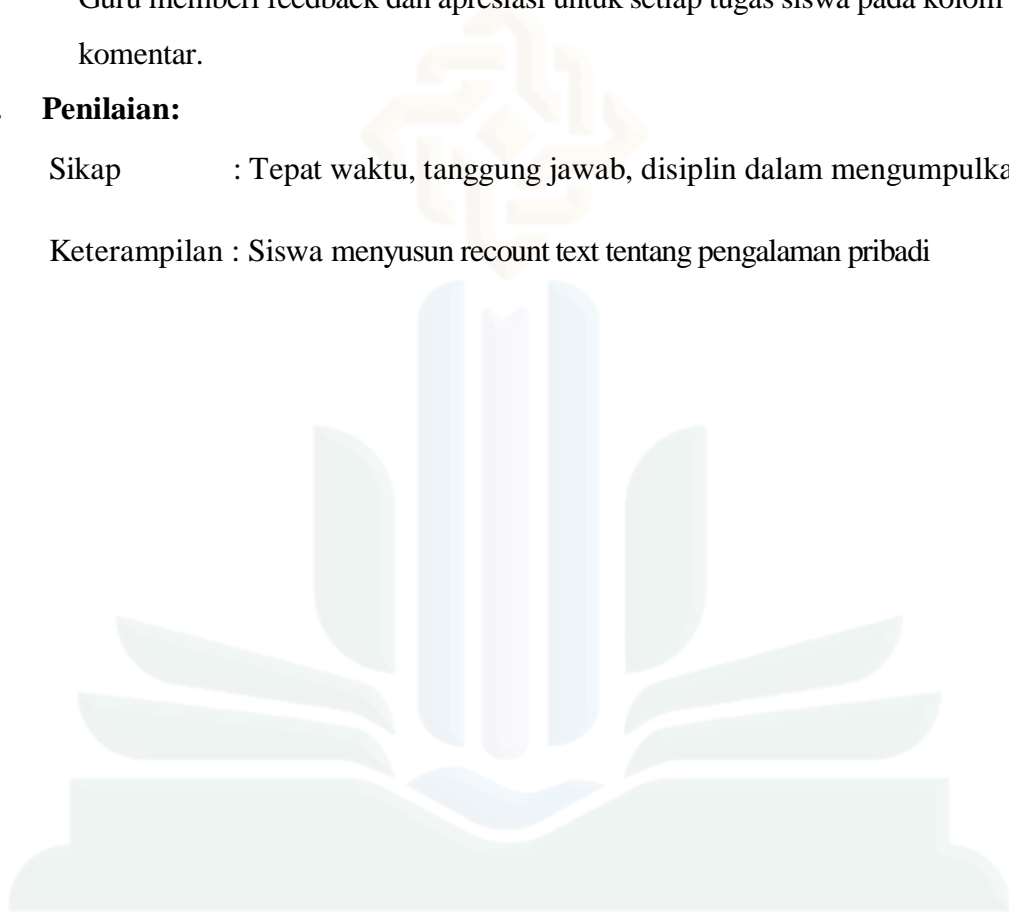 Guru memberi feedback dan apresiasi untuk setiap tugas siswa pada kolom
komentar.
Penilaian:
Sikap : Tepat waktu, tanggung jawab, disiplin dalam
Keterampilan : Siswa menyusun recount text tentang pengalaman pribadi